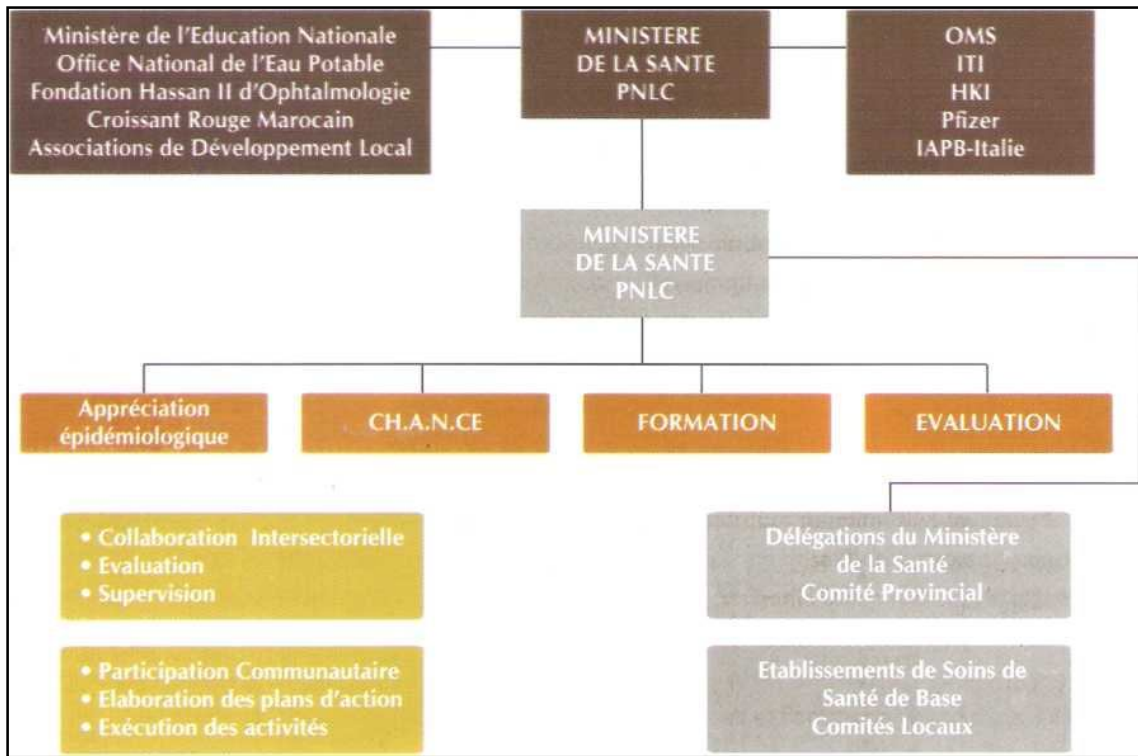 Ministère de l'Education Nationale
Office National de l'Eau Potable
Fondation Hassan II d'Ophtalmologie
Croissant Rouge Marocain
Associations de Développement Local
MINISTERE
DE LA SANTE
PNLC
OMS
ITI
HKI
Pfizer
IAPB-Italie
MINISTERE
DE LA SANTE
PNLC
Appréciation
épidémiologique
CH.A.N.CE
FORMATION
EVALUATION
• Collaboration Intersectorielle
• Evaluation
• Supervision
Délégations du Ministère
de la Santé
Comité Provincial
• Participation Communautaire
• Elaboration des plans d'action
• Exécution des activités
Etablissements de Soins de
Santé de Base
Comités Locaux